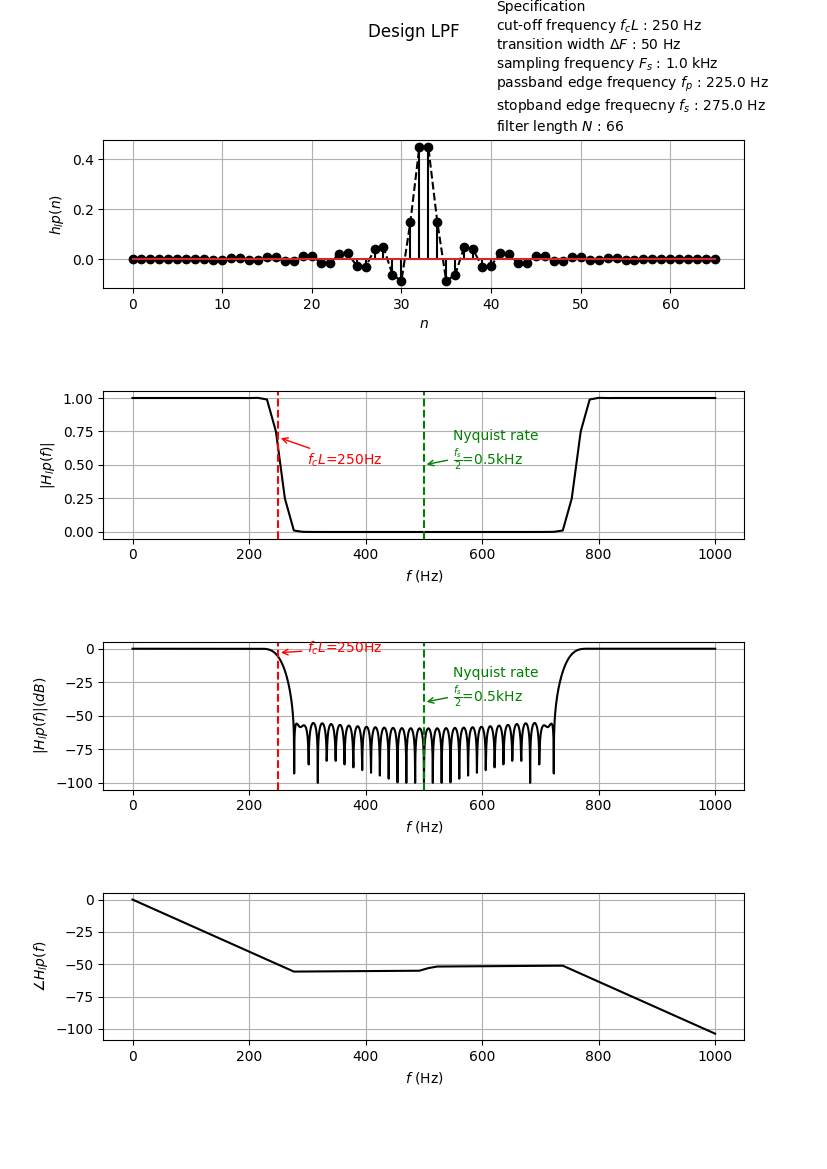 Design LPF
Specification
cut-off frequency f_cL : 250 Hz
transition width ΔF : 50 Hz
sampling frequency F_s : 1.0 kHz
passband edge frequency f_p : 225.0 Hz
stopband edge frequecny f_s : 275.0 Hz
filter length N : 66
h_lp(n)
0.4
0.2
0.0
0 10 20 30 40 50 60
n
|H_lp(f)|
1.00
0.75
0.50
0.25
0.00
f_cL=250Hz
Nyquist rate
f_s/2=0.5kHz
0 200 400 600 800 1000
f (Hz)
|H_lp(f)|(dB)
0
−25
−50
−75
−100
f_cL=250Hz
Nyquist rate
f_s/2=0.5kHz
0 200 400 600 800 1000
f (Hz)
∠H_lp(f)
0
−25
−50
−75
−100
0 200 400 600 800 1000
f (Hz)